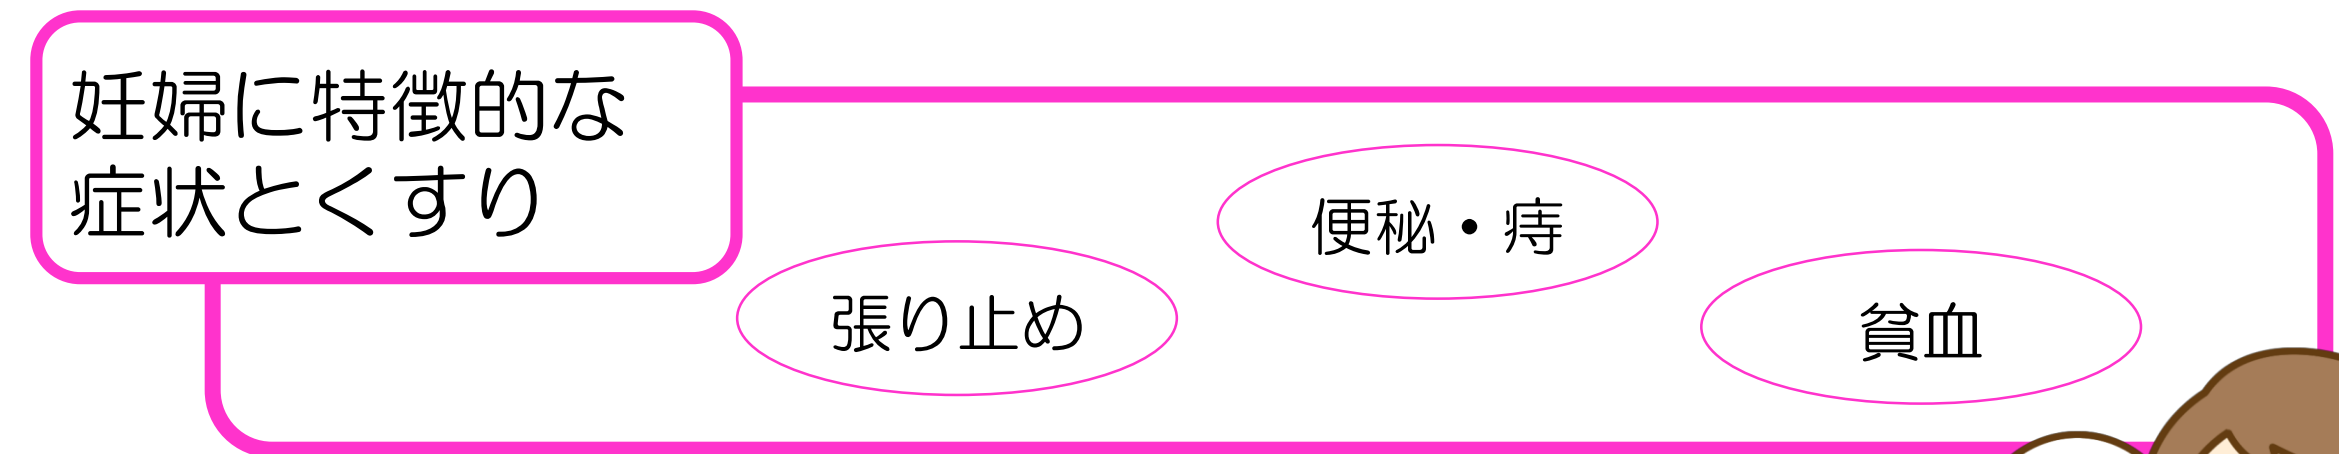 妊婦に特徴的な
症状とくすり
張り止め
便秘・痔
貧血